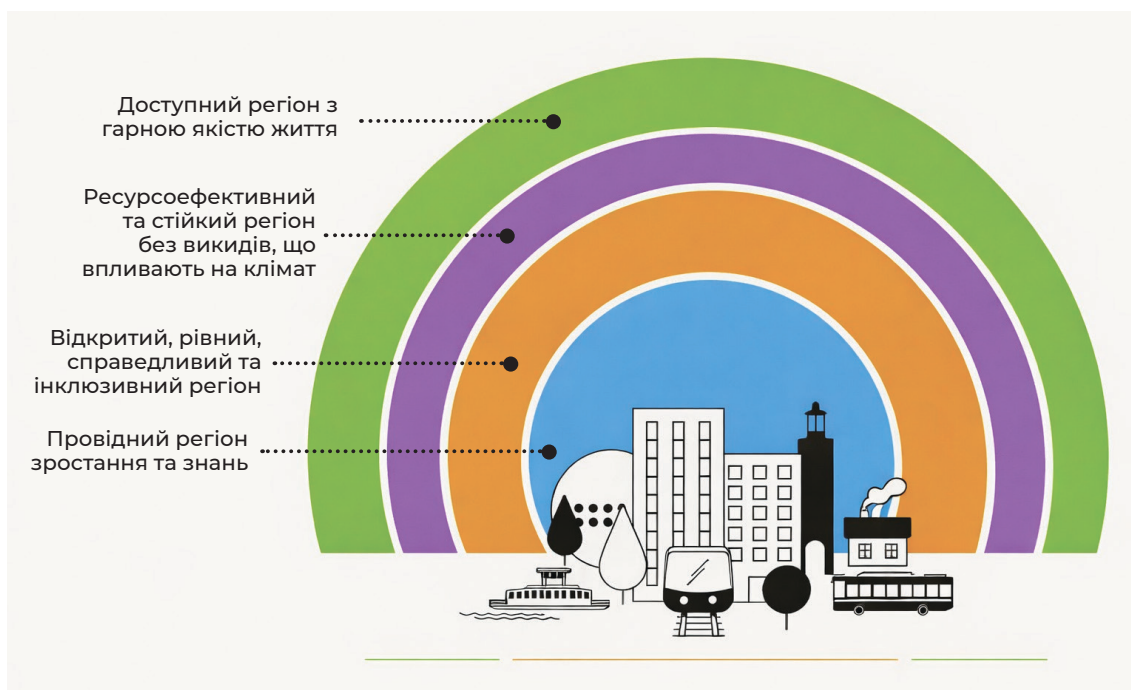 Доступний регіон з
гарною якістю життя
Ресурсоефективний
та стійкий регіон
без викидів, що
впливають на клімат
Відкритий, рівний,
справедливий та
інклюзивний регіон
Провідний регіон
зростання та знань